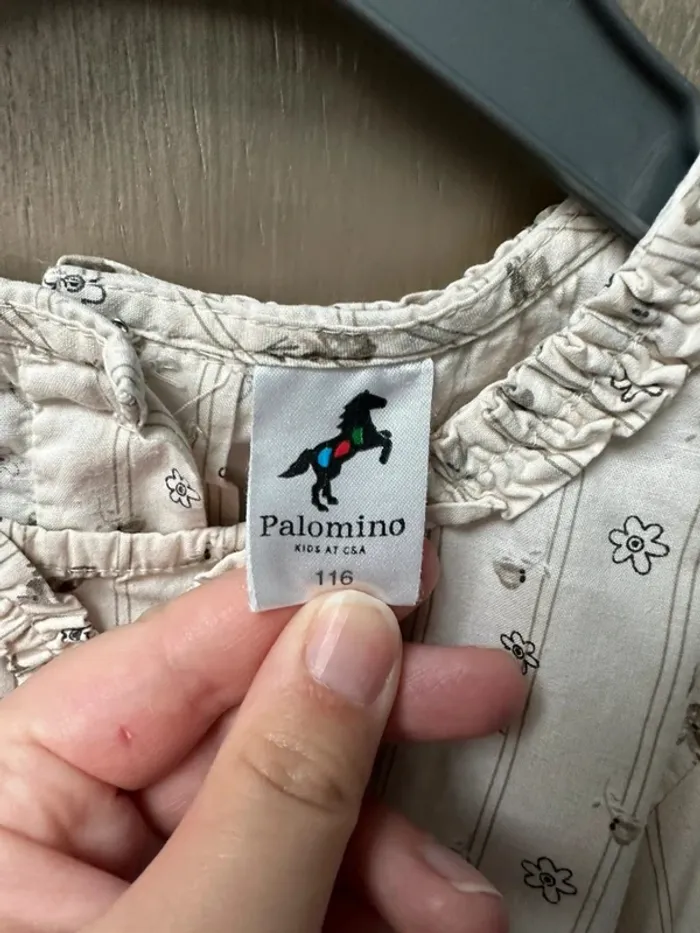 Palomino
KIDS AT C&A
116